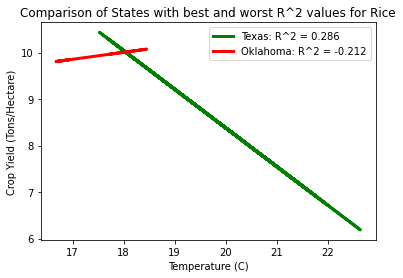 Comparison of States with best and worst R^2 values for Rice
Texas: R^2 = 0.286
Oklahoma: R^2 = -0.212
Crop Yield (Tons/Hectare)
10
9
8
7
6
17 18 19 20 21 22
Temperature (C)